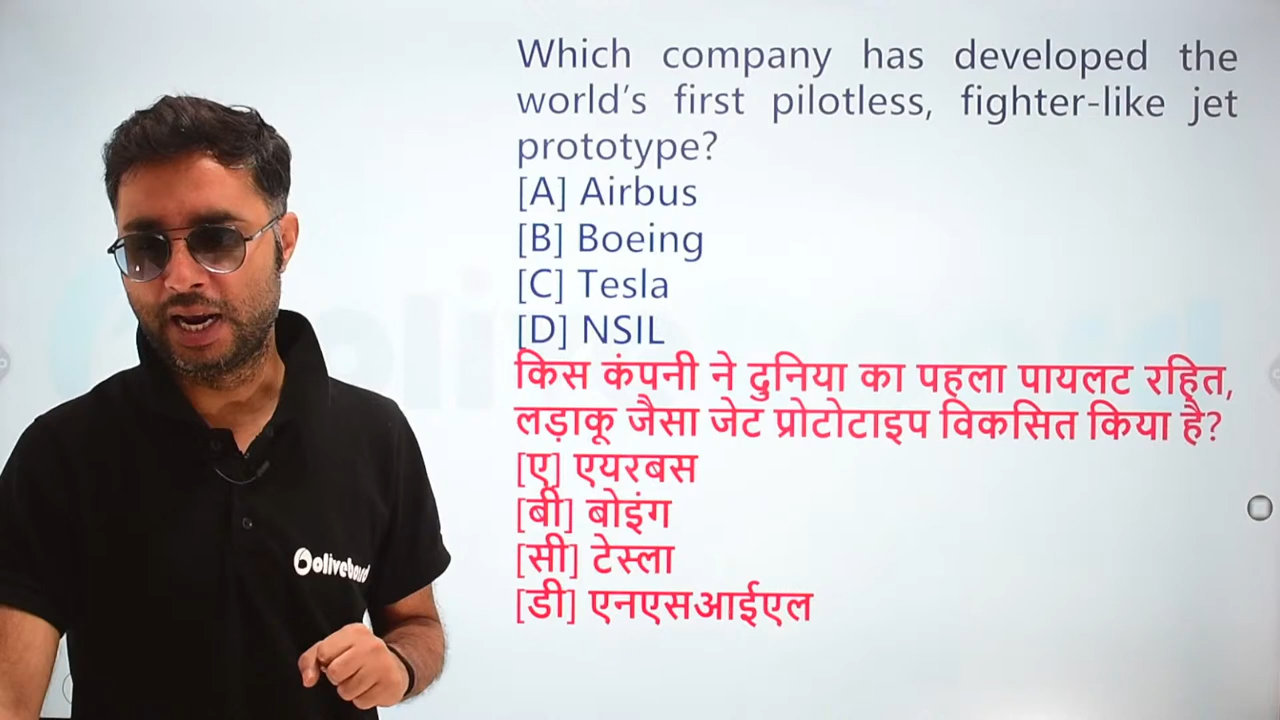 Which company has developed the
world's first pilotless, fighter-like jet
prototype?
[A] Airbus
[B] Boeing
[C] Tesla
[D] NSIL
किस कंपनी ने दुनिया का पहला पायलट रहित,
लड़ाकू जैसा जेट प्रोटोटाइप विकसित किया है?
[ए] एयरबस
[बी] बोइंग
[सी] टेस्ला
[डी] एनएसआईएल
oliveboard